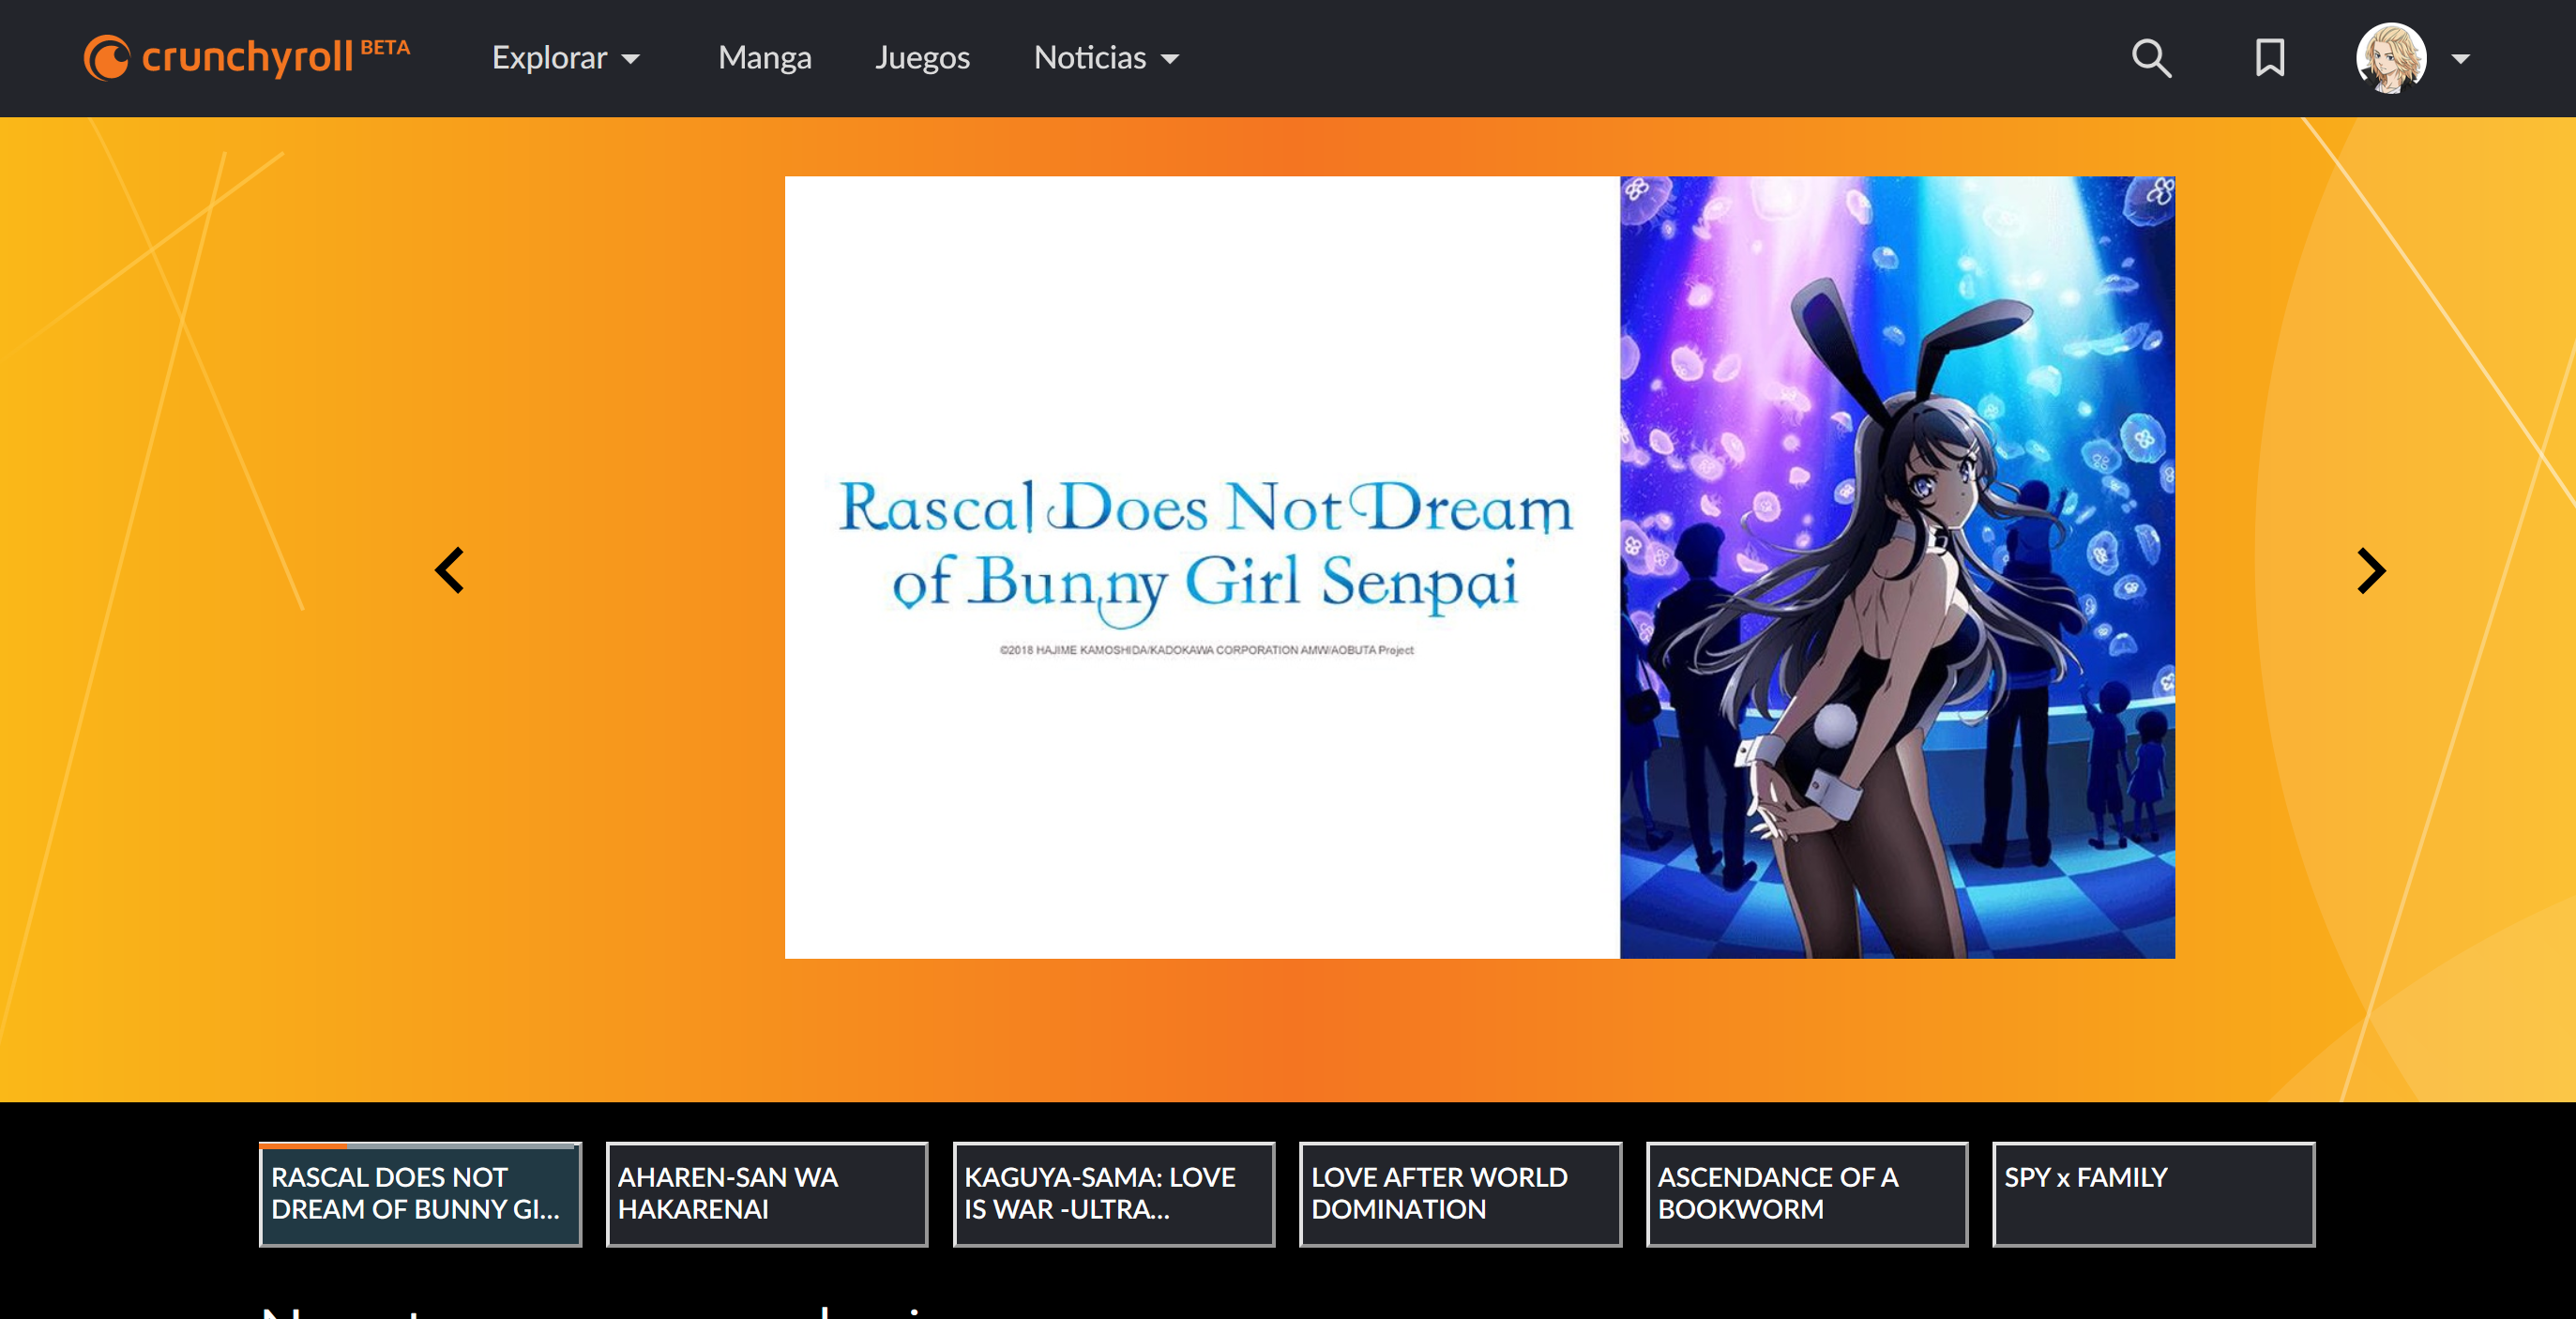 crunchyroll BETA
Explorar
Manga
Juegos
Noticias
Rascal Does Not Dream
of Bunny Girl Senpai
©2018 HAJIME KAMOSHIDA/KADOKAWA CORPORATION AMW/AOBUTA Project
RASCAL DOES NOT
DREAM OF BUNNY GI...
AHAREN-SAN WA
HAKARENAI
KAGUYA-SAMA: LOVE
IS WAR -ULTRA...
LOVE AFTER WORLD
DOMINATION
ASCENDANCE OF A
BOOKWORM
SPY x FAMILY